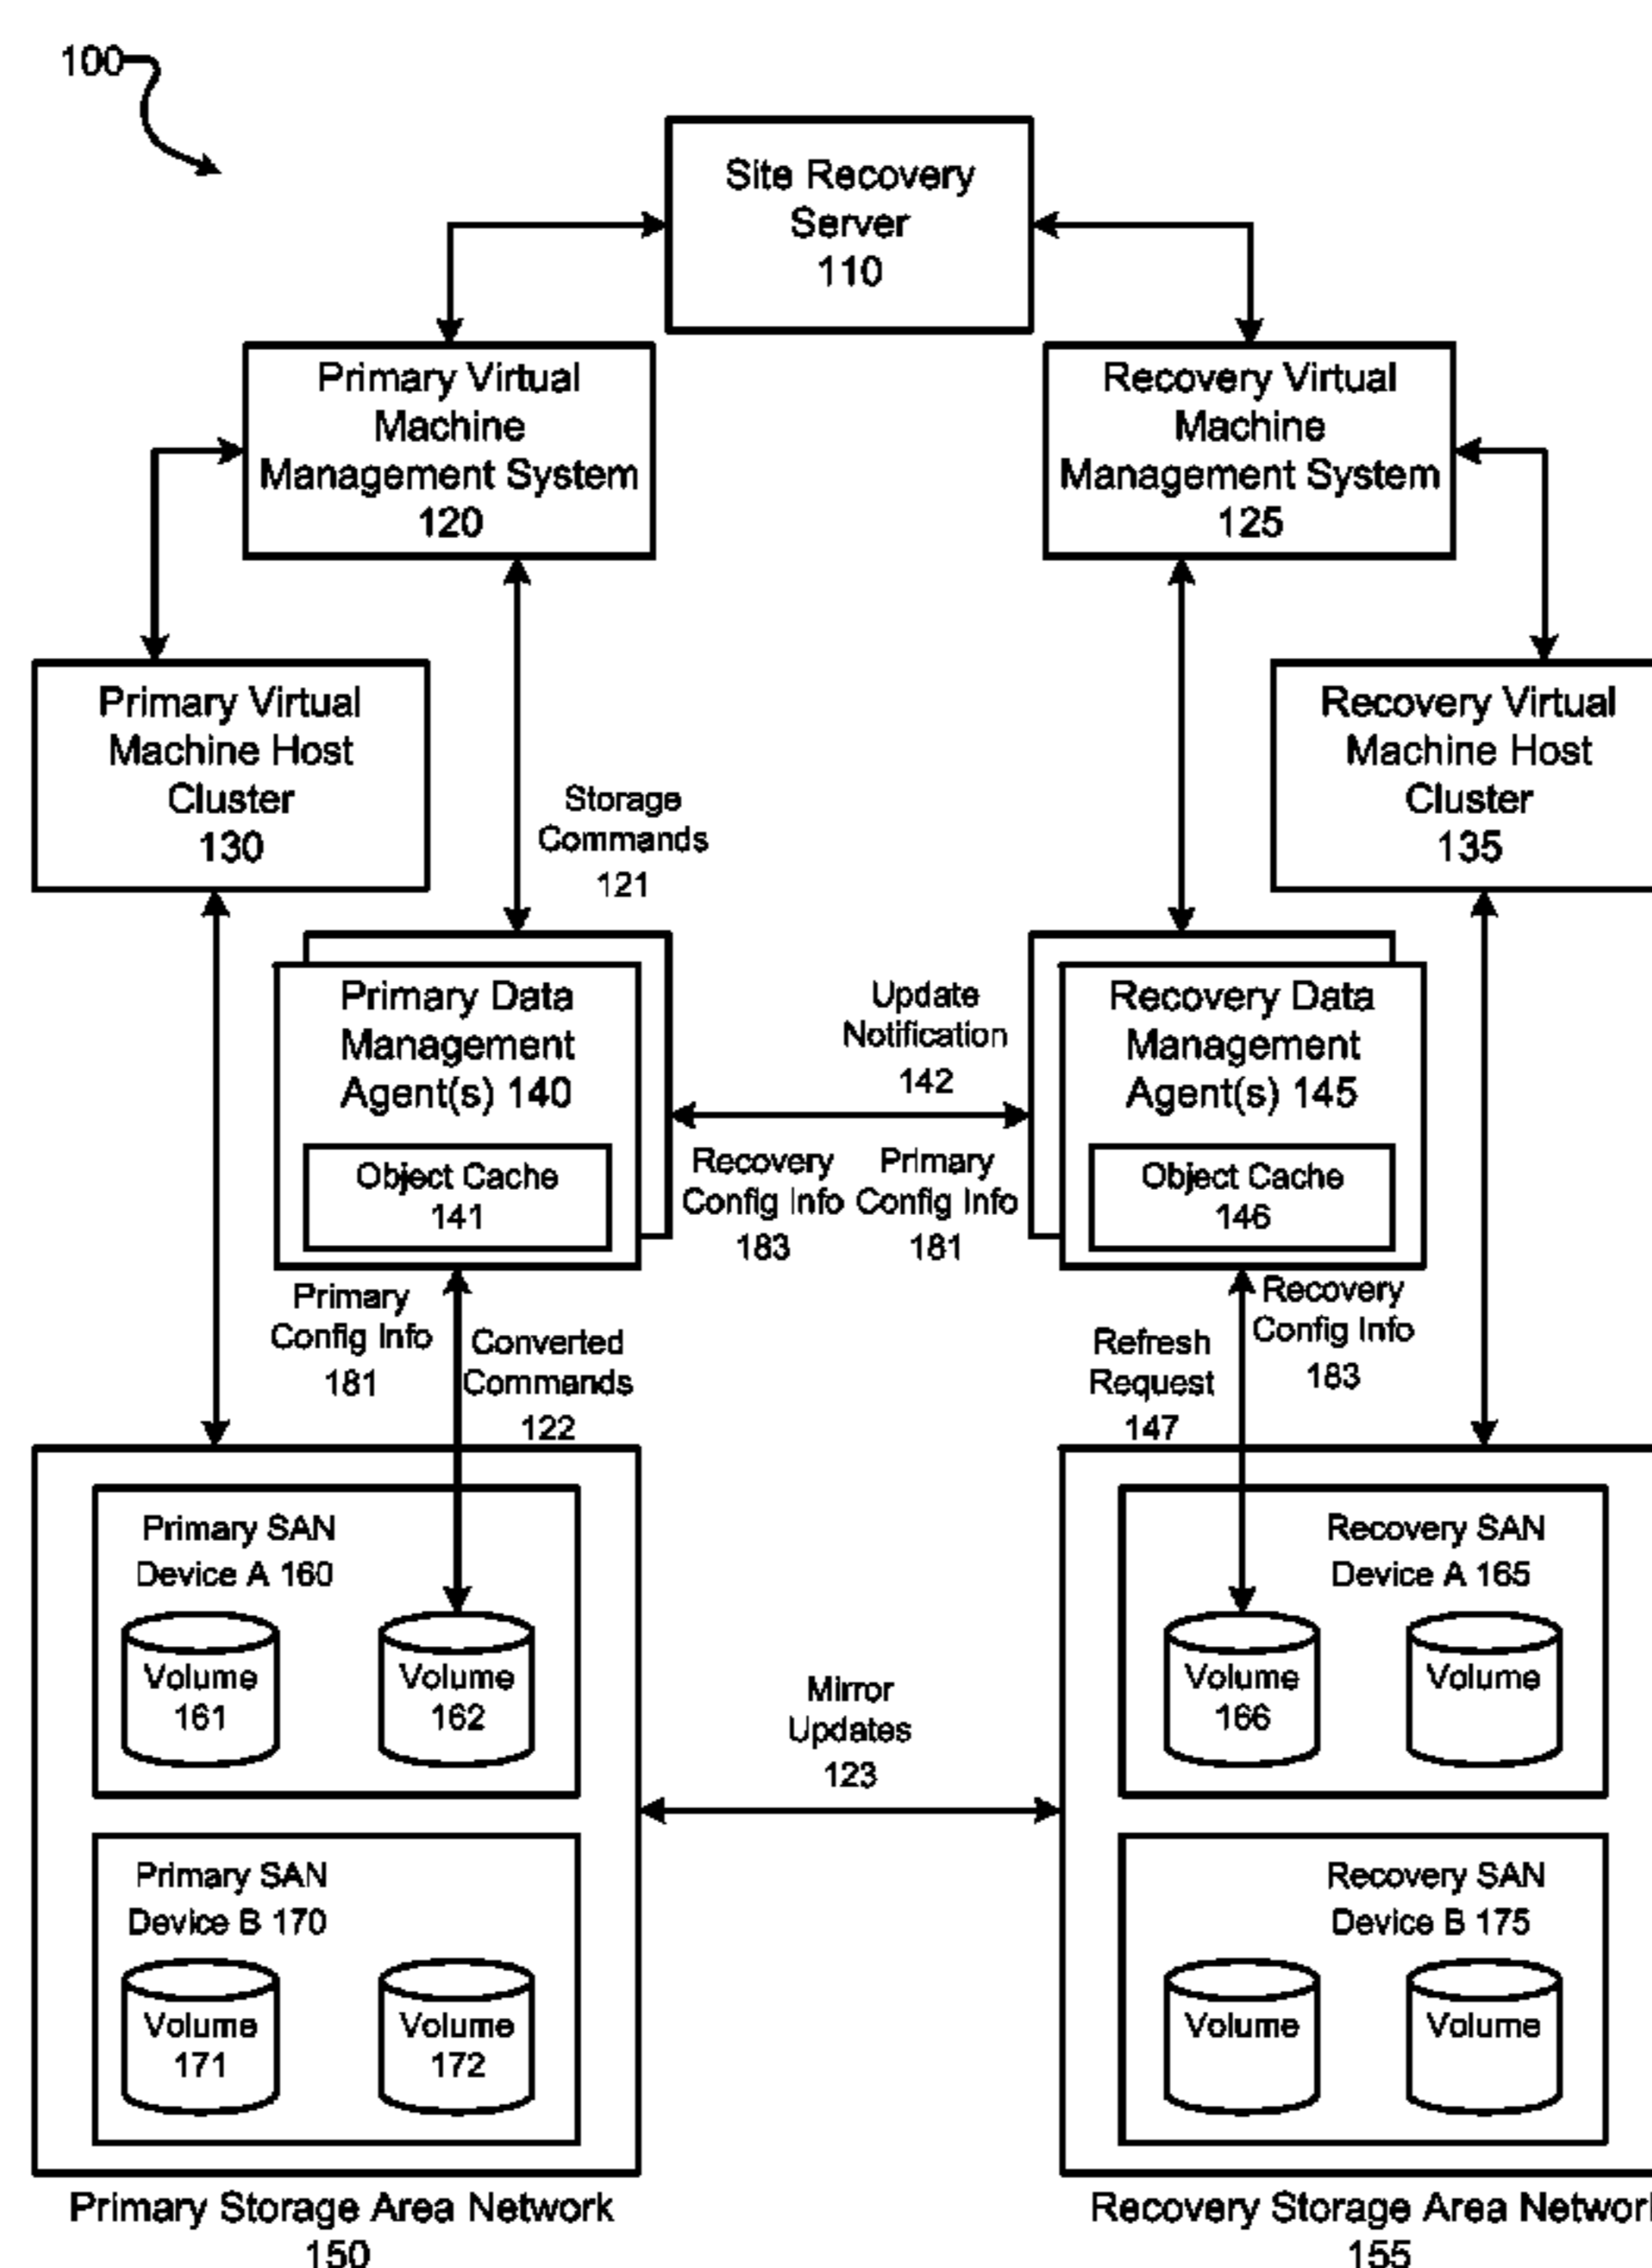 100
Site Recovery
Server
110
Primary Virtual
Machine
Management System
120
Recovery Virtual
Machine
Management System
125
Primary Virtual
Machine Host
Cluster
130
Recovery Virtual
Machine Host
Cluster
135
Storage
Commands
121
Primary Data
Management
Agent(s) 140
Object Cache
141
Update
Notification
142
Recovery
Config Info
183
Primary
Config Info
181
Recovery Data
Management
Agent(s) 145
Object Cache
146
Primary
Config Info
181
Converted
Commands
122
Refresh
Request
147
Recovery
Config Info
183
Primary SAN
Device A 160
Volume
161
Volume
162
Mirror
Updates
123
Recovery SAN
Device A 165
Volume
166
Volume
Primary SAN
Device B 170
Volume
171
Volume
172
Recovery SAN
Device B 175
Volume
Volume
Primary Storage Area Network
150
Recovery Storage Area Network
155